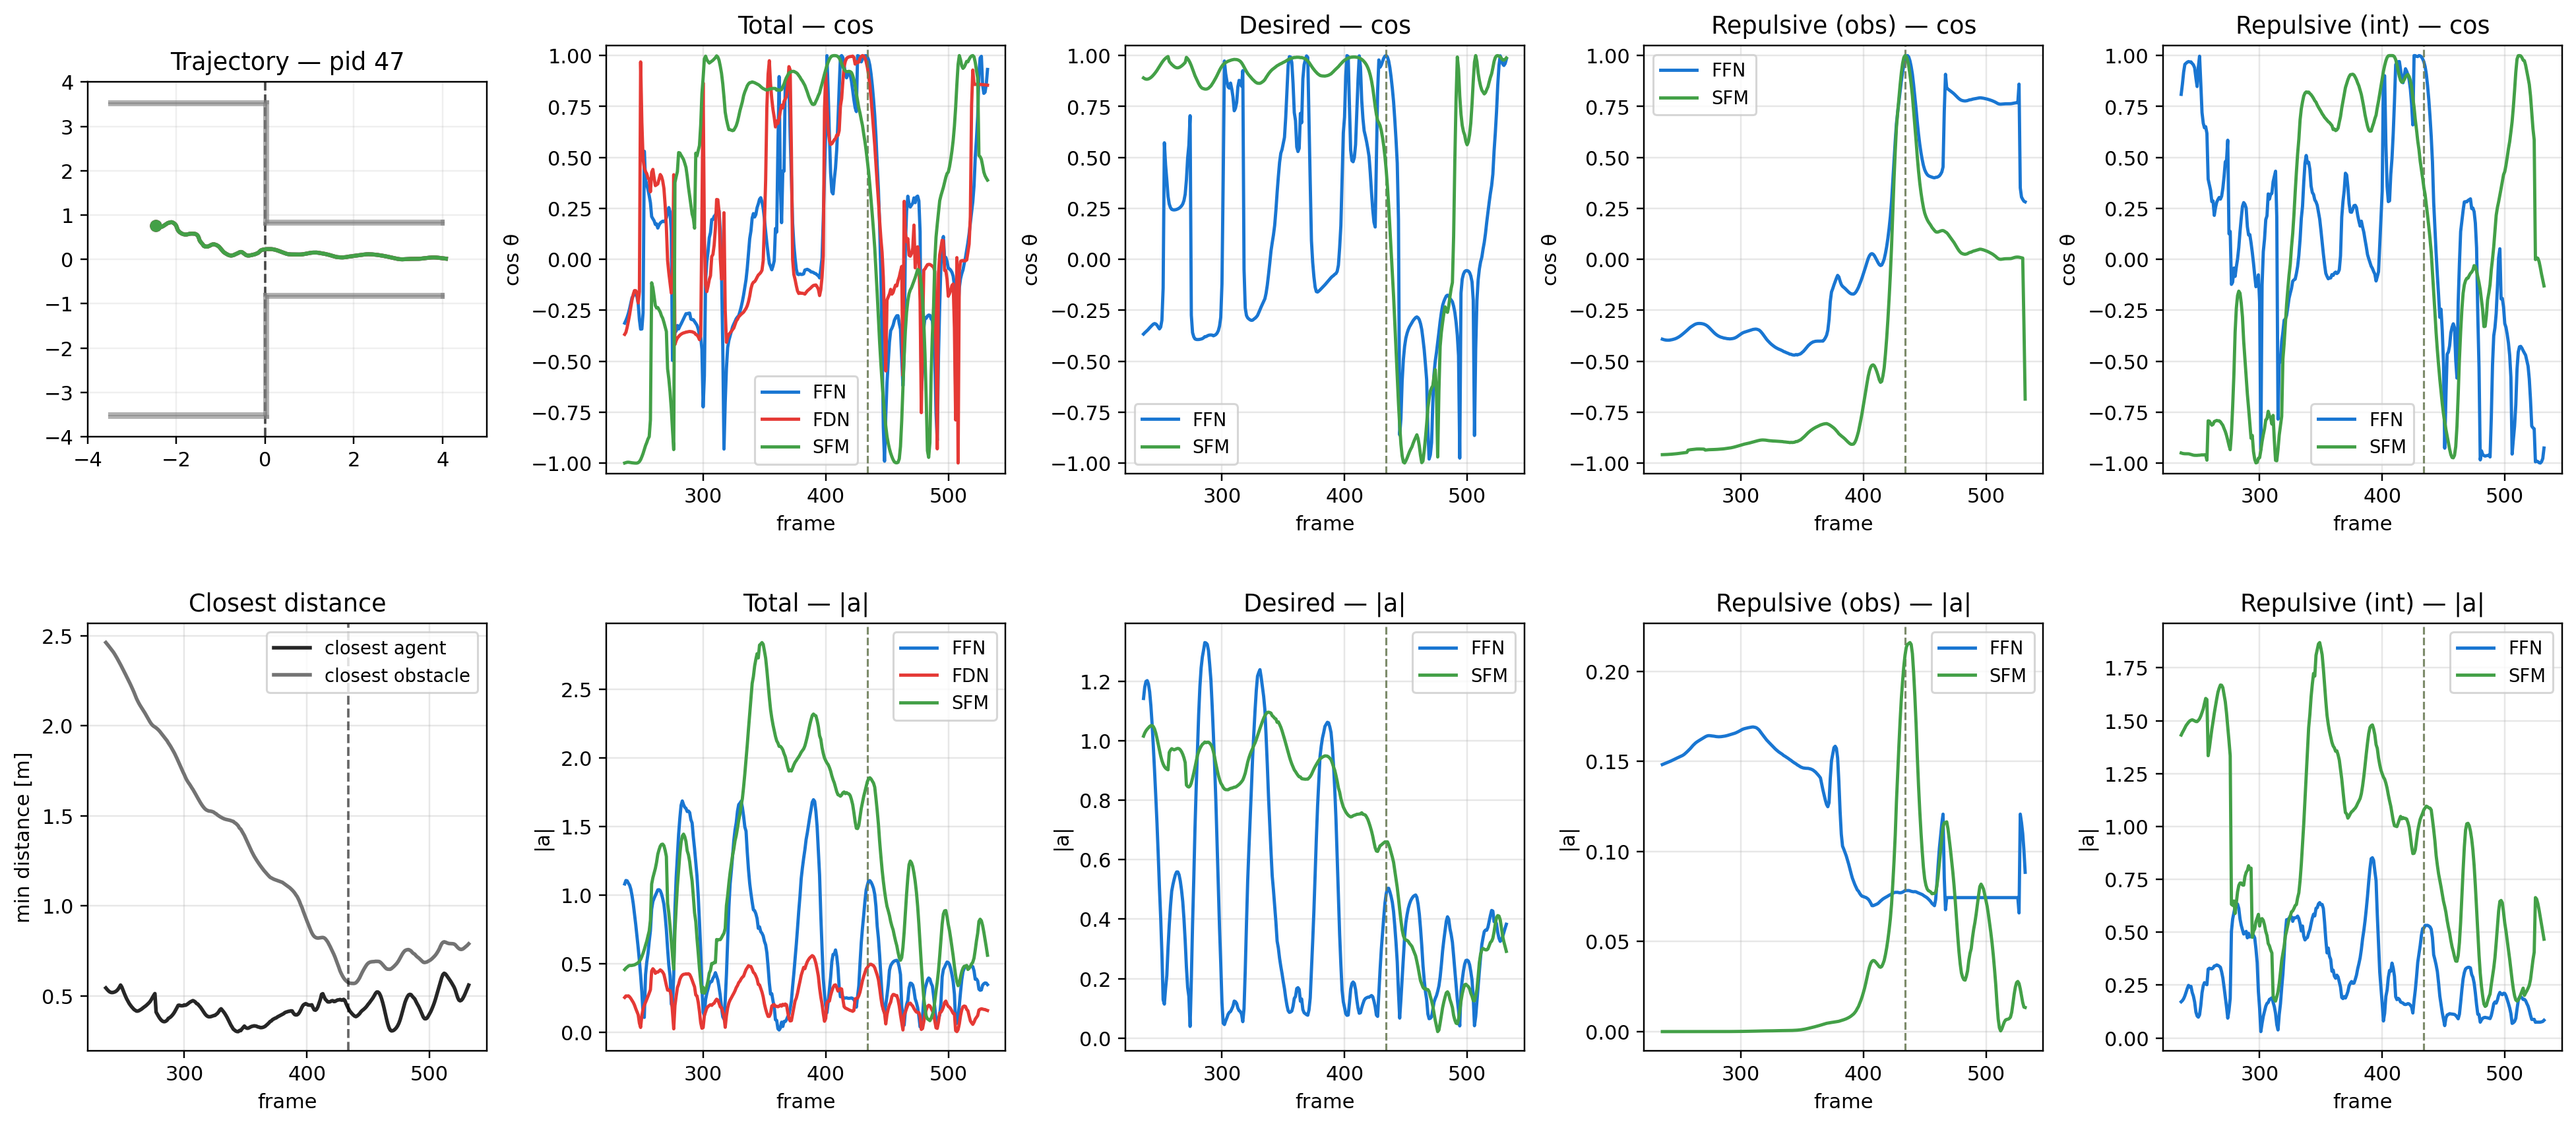 Trajectory — pid 47
4
3
2
1
0
−1
−2
−3
−4
−4 −2 0 2 4
Total — cos
cos θ
1.00
0.75
0.50
0.25
0.00
−0.25
−0.50
−0.75
−1.00
FFN
FDN
SFM
300 400 500
frame
Desired — cos
cos θ
1.00
0.75
0.50
0.25
0.00
−0.25
−0.50
−0.75
−1.00
FFN
SFM
300 400 500
frame
Repulsive (obs) — cos
cos θ
1.00
0.75
0.50
0.25
0.00
−0.25
−0.50
−0.75
−1.00
FFN
SFM
300 400 500
frame
Repulsive (int) — cos
cos θ
1.00
0.75
0.50
0.25
0.00
−0.25
−0.50
−0.75
−1.00
FFN
SFM
300 400 500
frame
Closest distance
min distance [m]
2.5
2.0
1.5
1.0
0.5
closest agent
closest obstacle
300 400 500
frame
Total — |a|
|a|
2.5
2.0
1.5
1.0
0.5
0.0
FFN
FDN
SFM
300 400 500
frame
Desired — |a|
|a|
1.2
1.0
0.8
0.6
0.4
0.2
0.0
FFN
SFM
300 400 500
frame
Repulsive (obs) — |a|
|a|
0.20
0.15
0.10
0.05
0.00
FFN
SFM
300 400 500
frame
Repulsive (int) — |a|
|a|
1.75
1.50
1.25
1.00
0.75
0.50
0.25
0.00
FFN
SFM
300 400 500
frame